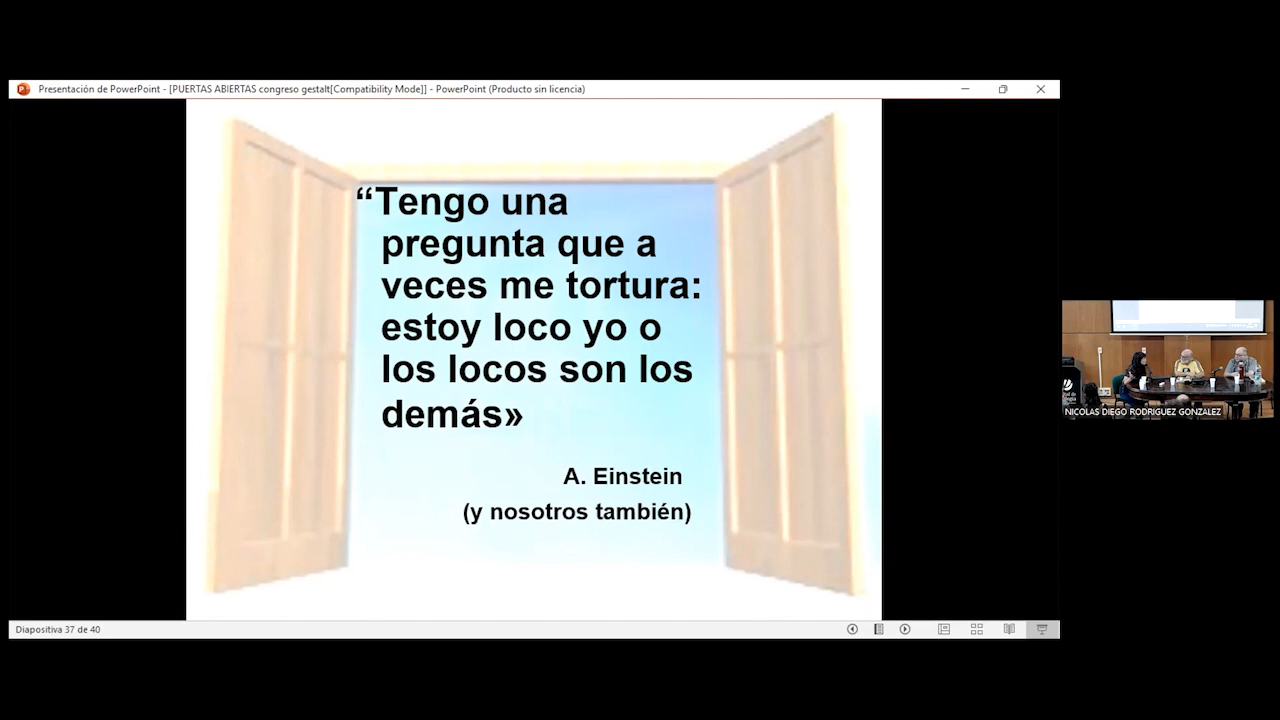 Presentación de PowerPoint - [PUERTAS ABIERTAS congreso gestalt[Compatibility Mode]] - PowerPoint (Producto sin licencia)
“Tengo una
pregunta que a
veces me tortura:
estoy loco yo o
los locos son los
demás»
A. Einstein
(y nosotros también)
NICOLAS DIEGO RODRIGUEZ GONZALEZ
Diapositiva 37 de 40